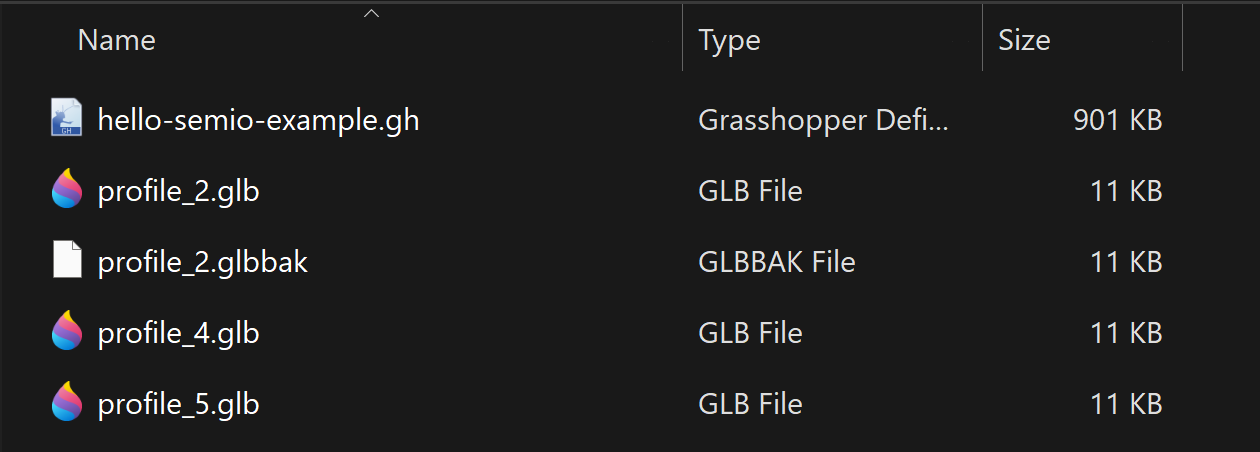 Name Type Size
hello-semio-example.gh Grasshopper Defi... 901 KB
profile_2.glb GLB File 11 KB
profile_2.glbbak GLBBAK File 11 KB
profile_4.glb GLB File 11 KB
profile_5.glb GLB File 11 KB